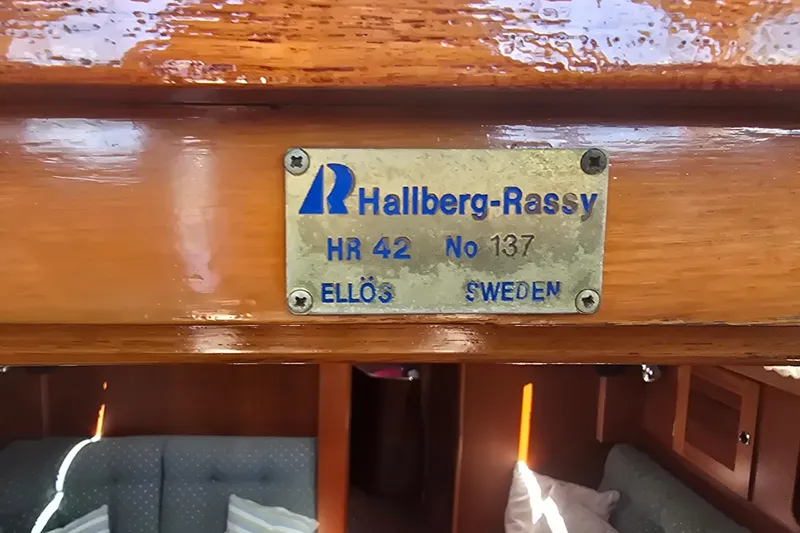 Hallberg-Rassy
HR 42 No 137
ELLÖS SWEDEN